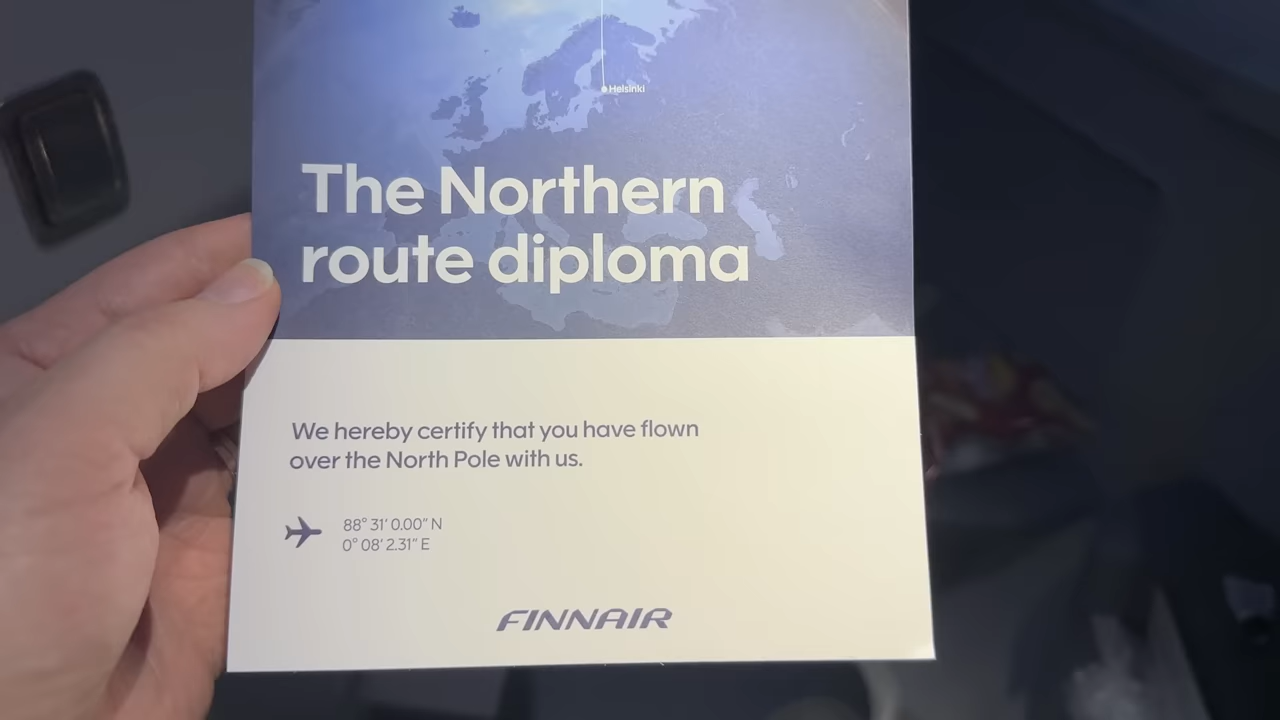 Helsinki
The Northern
route diploma
We hereby certify that you have flown
over the North Pole with us.
88° 31' 0.00" N
0° 08' 2.31" E
FINNAIR